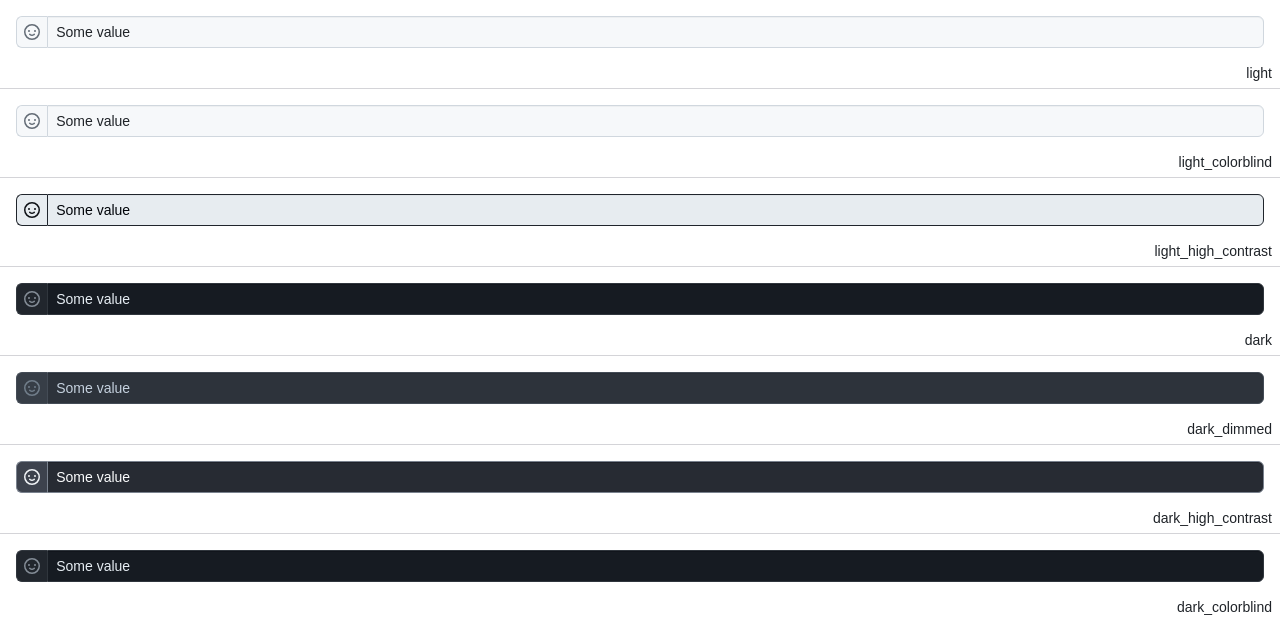 Some value
light
Some value
light_colorblind
Some value
light_high_contrast
Some value
dark
Some value
dark_dimmed
Some value
dark_high_contrast
Some value
dark_colorblind